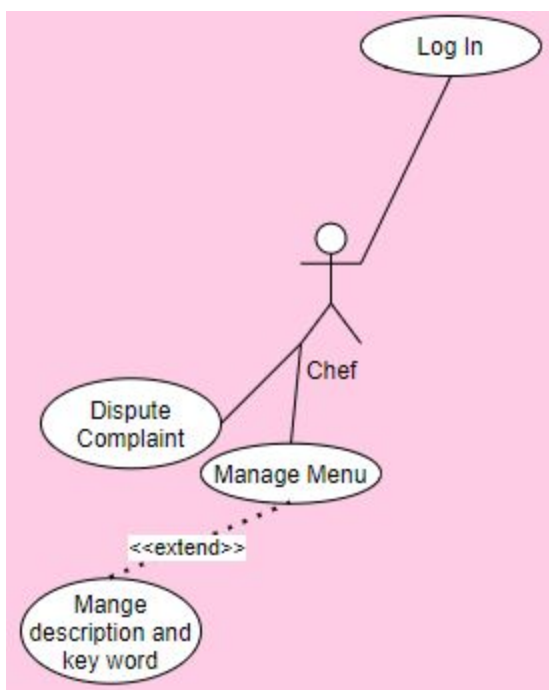 Log In
Chef
Dispute
Complaint
Manage Menu
<<extend>>
Mange
description and
key word